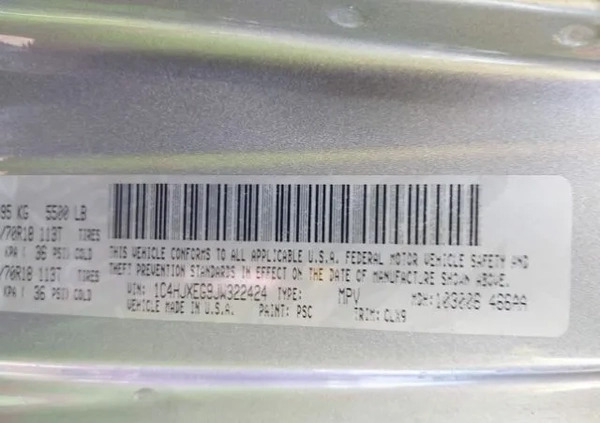 95 KG 5500 LB
/70R18 113T TIRES
KPA ( 36 PSI) COLD
/70R18 113T TIRES
KPA ( 36 PSI) COLD
THIS VEHICLE CONFORMS TO ALL APPLICABLE U.S.A. FEDERAL MOTOR VEHICLE SAFETY AND
THEFT PREVENTION STANDARDS IN EFFECT ON THE DATE OF MANUFACTURE SHOWN ABOVE.
VIN: 1C4HJXEG9JW322424 TYPE: MPV MDH:
VEHICLE MADE IN U.S.A. PAINT: PSC TRIM: CLX9